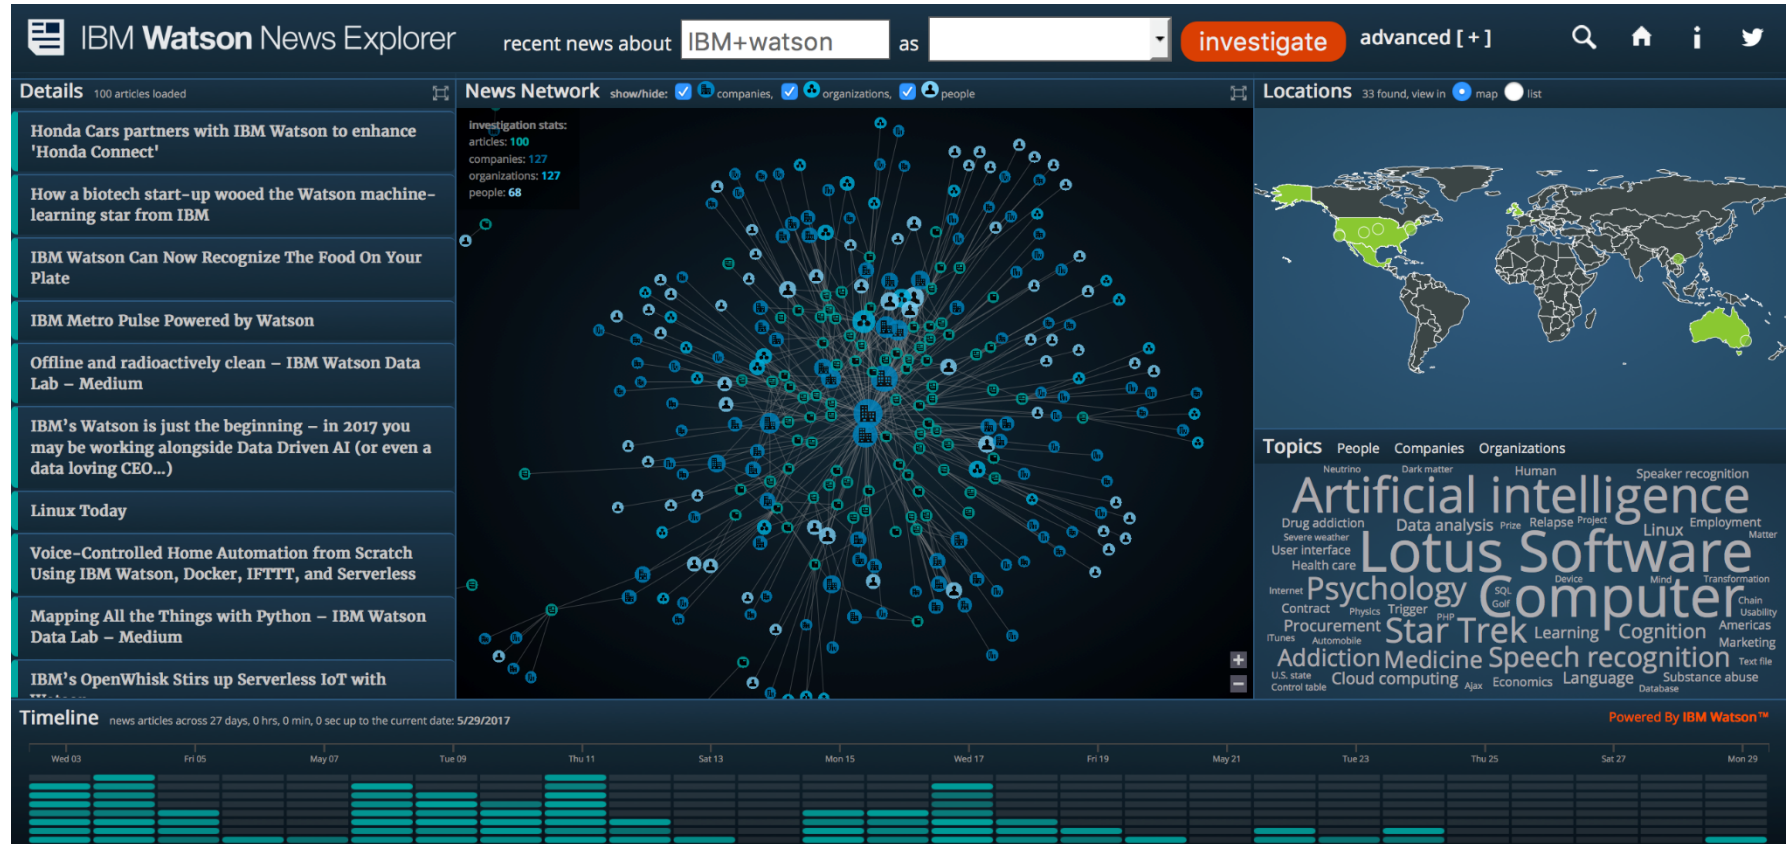 IBM Watson News Explorer
recent news about IBM+watson as
investigate
advanced [ + ]
Details 100 articles loaded
Honda Cars partners with IBM Watson to enhance
'Honda Connect'
How a biotech start-up wooed the Watson machine-
learning star from IBM
IBM Watson Can Now Recognize The Food On Your
Plate
IBM Metro Pulse Powered by Watson
Offline and radioactively clean – IBM Watson Data
Lab – Medium
IBM's Watson is just the beginning – in 2017 you
may be working alongside Data Driven AI (or even a
data loving CEO...)
Linux Today
Voice-Controlled Home Automation from Scratch
Using IBM Watson, Docker, IFTTT, and Serverless
Mapping All the Things with Python – IBM Watson
Data Lab – Medium
IBM's OpenWhisk Stirs up Serverless IoT with
News Network show/hide: companies, organizations, people
investigation stats:
articles: 100
companies: 127
organizations: 127
people: 68
Locations 33 found, view in map list
Topics People Companies Organizations
Neutrino Dark matter Human Speaker recognition
Artificial intelligence
Drug addiction Data analysis Prize Relapse Project Linux Employment
Severe weather Matter
User interface
Lotus Software
Health care
Device Mind Transformation
Internet Psychology SQL Computer Chain
Contract Physics Trigger PHP Golf Usability
Procurement Star Trek Learning Cognition Americas
iTunes Automobile Marketing
Addiction Medicine Speech recognition Text file
U.S. state Cloud computing Ajax Economics Language Substance abuse
Control table Database
Timeline news articles across 27 days, 0 hrs, 0 min, 0 sec up to the current date: 5/29/2017
Powered By IBM Watson™
Wed 03 Fri 05 May 07 Tue 09 Thu 11 Sat 13 Mon 15 Wed 17 Fri 19 May 21 Tue 23 Thu 25 Sat 27 Mon 29